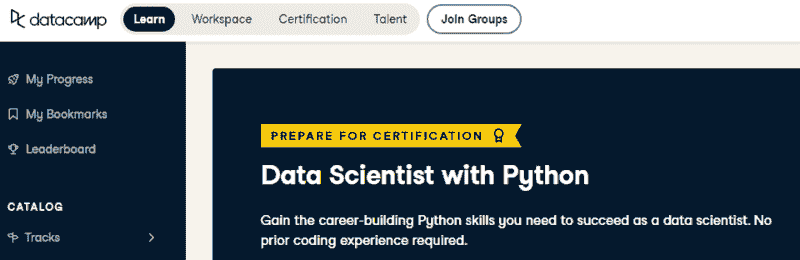 datacamp
Learn
Workspace
Certification
Talent
Join Groups
My Progress
My Bookmarks
Leaderboard
CATALOG
Tracks
PREPARE FOR CERTIFICATION
Data Scientist with Python
Gain the career-building Python skills you need to succeed as a data scientist. No
prior coding experience required.